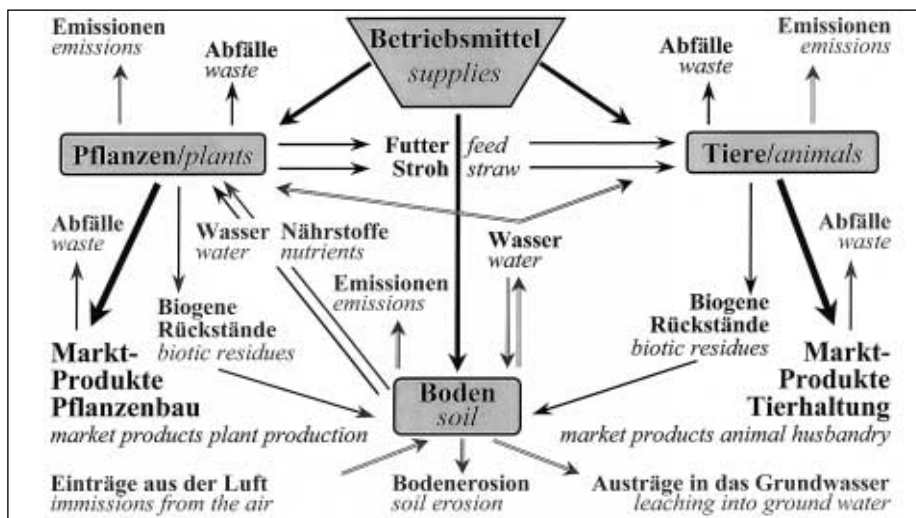 Emissionen
emissions
Abfälle
waste
Betriebsmittel
supplies
Abfälle
waste
Emissionen
emissions
Pflanzen/plants
Futter feed
Stroh straw
Tiere/animals
Abfälle
waste
Wasser
water
Nährstoffe
nutrients
Wasser
water
Abfälle
waste
Emissionen
emissions
Biogene
Rückstände
biotic residues
Biogene
Rückstände
biotic residues
Markt-
Produkte
Pflanzenbau
market products plant production
Boden
soil
Markt-
Produkte
Tierhaltung
market products animal husbandry
Einträge aus der Luft
immissions from the air
Bodenerosion
soil erosion
Austräge in das Grundwasser
leaching into ground water